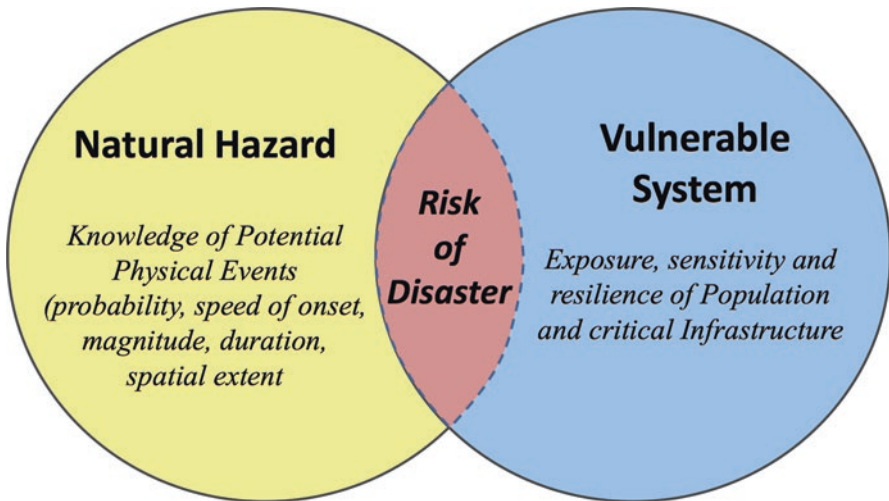 Natural Hazard
Knowledge of Potential
Physical Events
(probability, speed of onset,
magnitude, duration,
spatial extent
Risk
of
Disaster
Vulnerable
System
Exposure, sensitivity and
resilience of Population
and critical Infrastructure